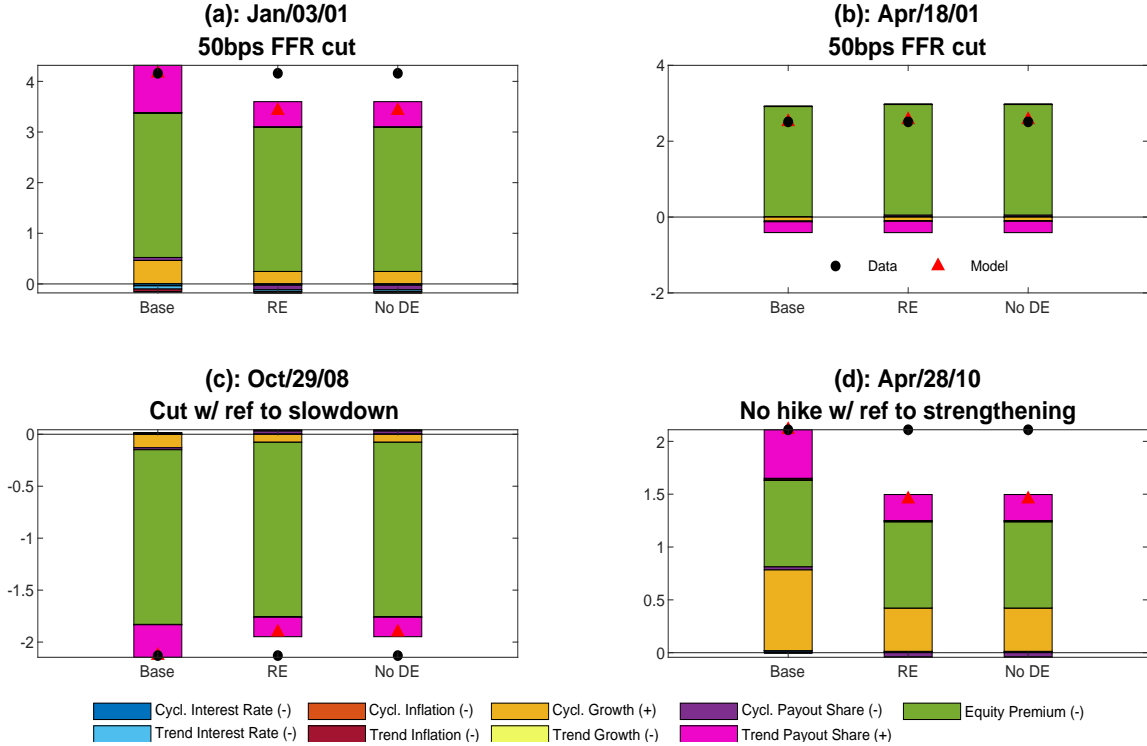 (a): Jan/03/01
50bps FFR cut
4
3
2
1
0
Base RE No DE
(b): Apr/18/01
50bps FFR cut
4
2
0
-2
Data Model
Base RE No DE
(c): Oct/29/08
Cut w/ ref to slowdown
0
-0.5
-1
-1.5
-2
Base RE No DE
(d): Apr/28/10
No hike w/ ref to strengthening
2
1.5
1
0.5
0
Base RE No DE
Cycl. Interest Rate (-) Cycl. Inflation (-) Cycl. Growth (+) Cycl. Payout Share (-) Equity Premium (-)
Trend Interest Rate (-) Trend Inflation (-) Trend Growth (-) Trend Payout Share (+)